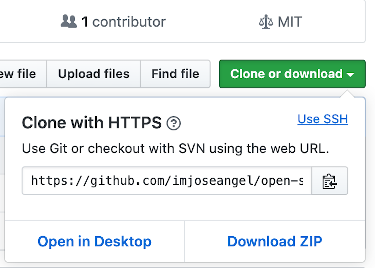 1 contributor
MIT
ew file
Upload files
Find file
Clone or download
Clone with HTTPS
Use SSH
Use Git or checkout with SVN using the web URL.
https://github.com/imjoseangel/open-s
Open in Desktop
Download ZIP